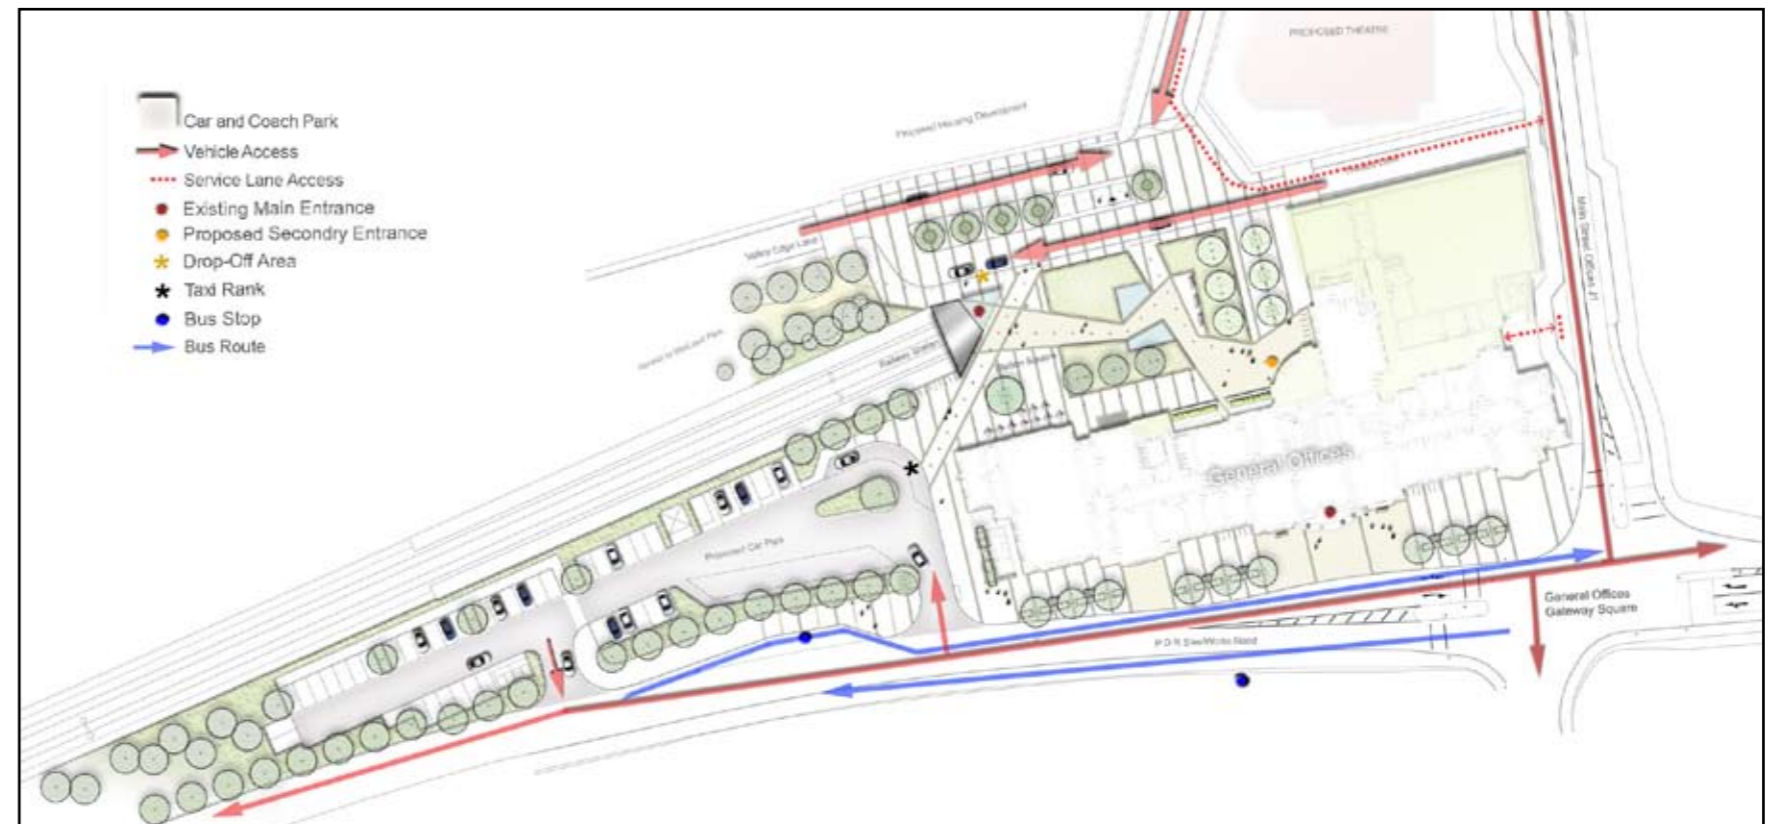 PROPOSED THEATRE
Car and Coach Park
Vehicle Access
Service Lane Access
Existing Main Entrance
Proposed Secondry Entrance
Drop-Off Area
Taxi Rank
Bus Stop
Bus Route
Proposed Housing Development
Valley Edge Lane
Railway Station
Station Square
General Offices
Proposed Car Park
General Offices
Gateway Square